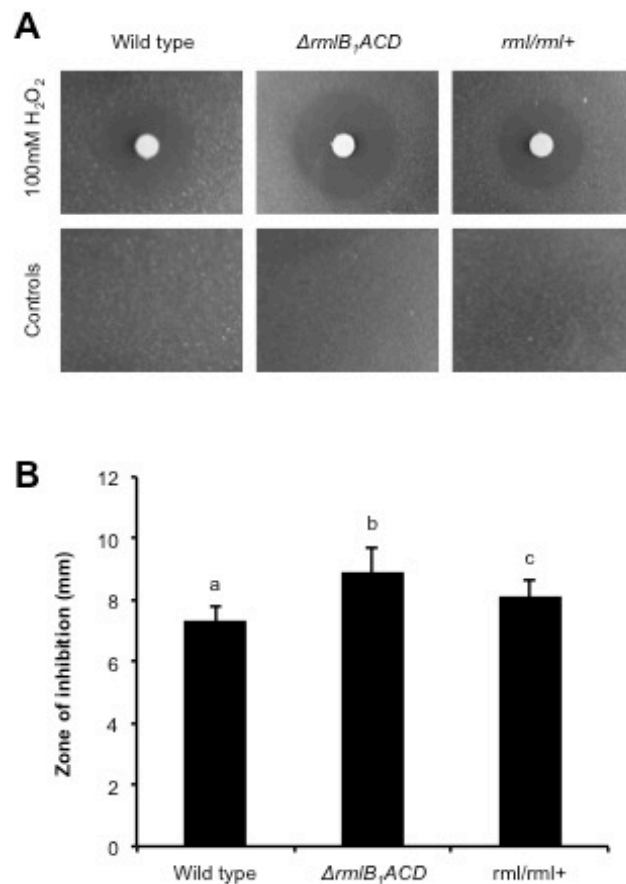 A
Wild type
ΔrmlB₁ACD
rml/rml+
100mM H₂O₂
Controls
B
Zone of inhibition (mm)
12
10
8
6
4
2
0
a
b
c
Wild type
ΔrmlB₁ACD
rml/rml+